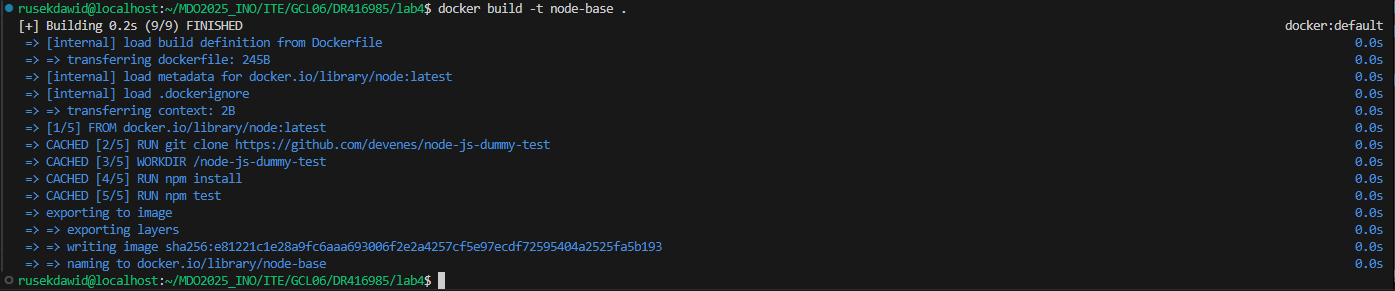 rusekdawid@localhost:~/MDO2025_INO/ITE/GCL06/DR416985/lab4$ docker build -t node-base .
[+] Building 0.2s (9/9) FINISHED docker:default
=> [internal] load build definition from Dockerfile 0.0s
=> => transferring dockerfile: 245B 0.0s
=> [internal] load metadata for docker.io/library/node:latest 0.0s
=> [internal] load .dockerignore 0.0s
=> => transferring context: 2B 0.0s
=> [1/5] FROM docker.io/library/node:latest 0.0s
=> CACHED [2/5] RUN git clone https://github.com/devenes/node-js-dummy-test 0.0s
=> CACHED [3/5] WORKDIR /node-js-dummy-test 0.0s
=> CACHED [4/5] RUN npm install 0.0s
=> CACHED [5/5] RUN npm test 0.0s
=> exporting to image 0.0s
=> => exporting layers 0.0s
=> => writing image sha256:e81221c1e28a9fc6aaa693006f2e2a4257cf5e97ecdf72595404a2525fa5b193 0.0s
=> => naming to docker.io/library/node-base 0.0s
rusekdawid@localhost:~/MDO2025_INO/ITE/GCL06/DR416985/lab4$